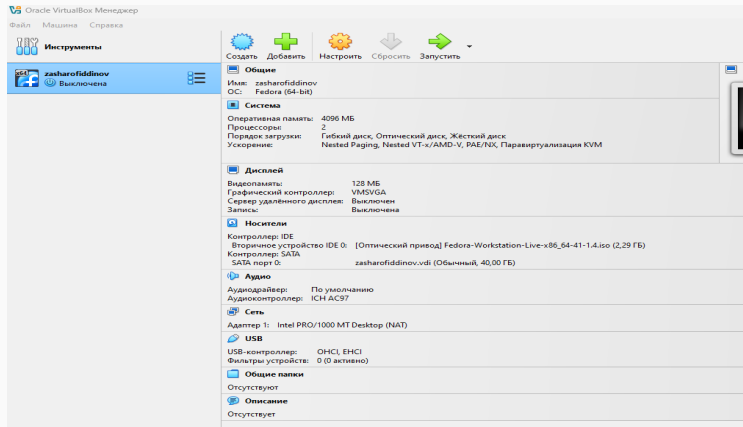 Oracle VirtualBox Менеджер
Файл Машина Справка
Инструменты
Создать Добавить Настроить Сбросить Запустить
x64 zasharofiddinov
Выключена
Общие
Имя: zasharofiddinov
ОС: Fedora (64-bit)
Система
Оперативная память: 4096 МБ
Процессоры: 2
Порядок загрузки: Гибкий диск, Оптический диск, Жёсткий диск
Ускорение: Nested Paging, Nested VT-x/AMD-V, PAE/NX, Паравиртуализация KVM
Дисплей
Видеопамять: 128 МБ
Графический контроллер: VMSVGA
Сервер удалённого дисплея: Выключен
Запись: Выключена
Носители
Контроллер: IDE
Вторичное устройство IDE 0: [Оптический привод] Fedora-Workstation-Live-x86_64-41-1.4.iso (2,29 ГБ)
Контроллер: SATA
SATA порт 0: zasharofiddinov.vdi (Обычный, 40,00 ГБ)
Аудио
Аудиодрайвер: По умолчанию
Аудиоконтроллер: ICH AC97
Сеть
Адаптер 1: Intel PRO/1000 MT Desktop (NAT)
USB
USB-контроллер: OHCI, EHCI
Фильтры устройств: 0 (0 активно)
Общие папки
Отсутствуют
Описание
Отсутствует